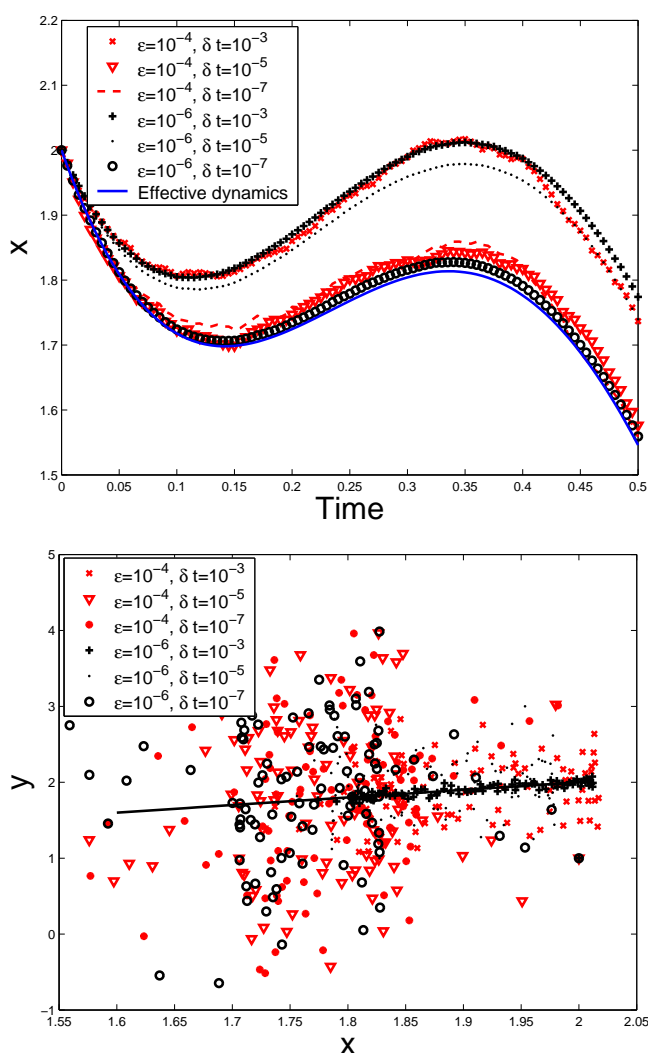 2.2
2.1
2
1.9
1.8
1.7
1.6
1.5
x
ε=10⁻⁴, δ t=10⁻³
ε=10⁻⁴, δ t=10⁻⁵
ε=10⁻⁴, δ t=10⁻⁷
ε=10⁻⁶, δ t=10⁻³
ε=10⁻⁶, δ t=10⁻⁵
ε=10⁻⁶, δ t=10⁻⁷
Effective dynamics
0 0.05 0.1 0.15 0.2 0.25 0.3 0.35 0.4 0.45 0.5
Time
5
4
3
2
1
0
−1
y
ε=10⁻⁴, δ t=10⁻³
ε=10⁻⁴, δ t=10⁻⁵
ε=10⁻⁴, δ t=10⁻⁷
ε=10⁻⁶, δ t=10⁻³
ε=10⁻⁶, δ t=10⁻⁵
ε=10⁻⁶, δ t=10⁻⁷
1.55 1.6 1.65 1.7 1.75 1.8 1.85 1.9 1.95 2 2.05
x